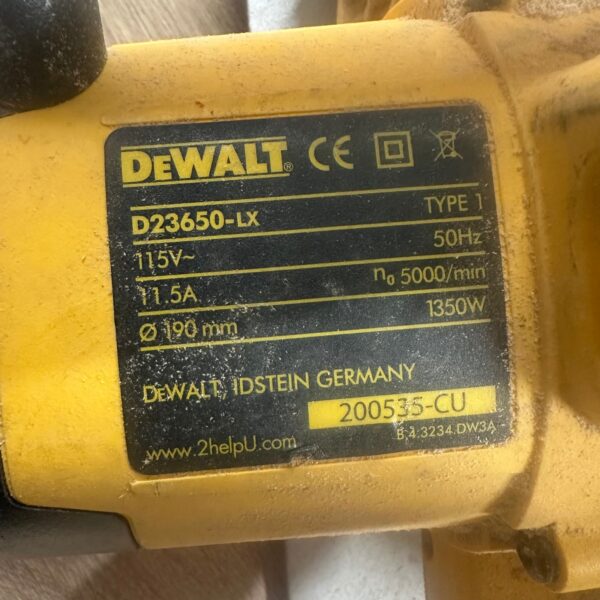 DEWALT® CE
D23650-LX TYPE 1
115V~ 50Hz
11.5A n₀ 5000/min
Ø 190 mm 1350W
DEWALT, IDSTEIN GERMANY
200535-CU
B.4.3234.DW3A
www.2helpU.com